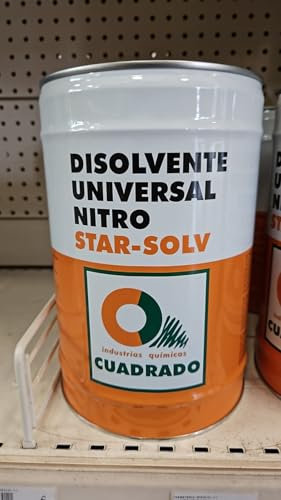 DISOLVENTE
UNIVERSAL
NITRO
STAR-SOLV
industrias químicas
CUADRADO